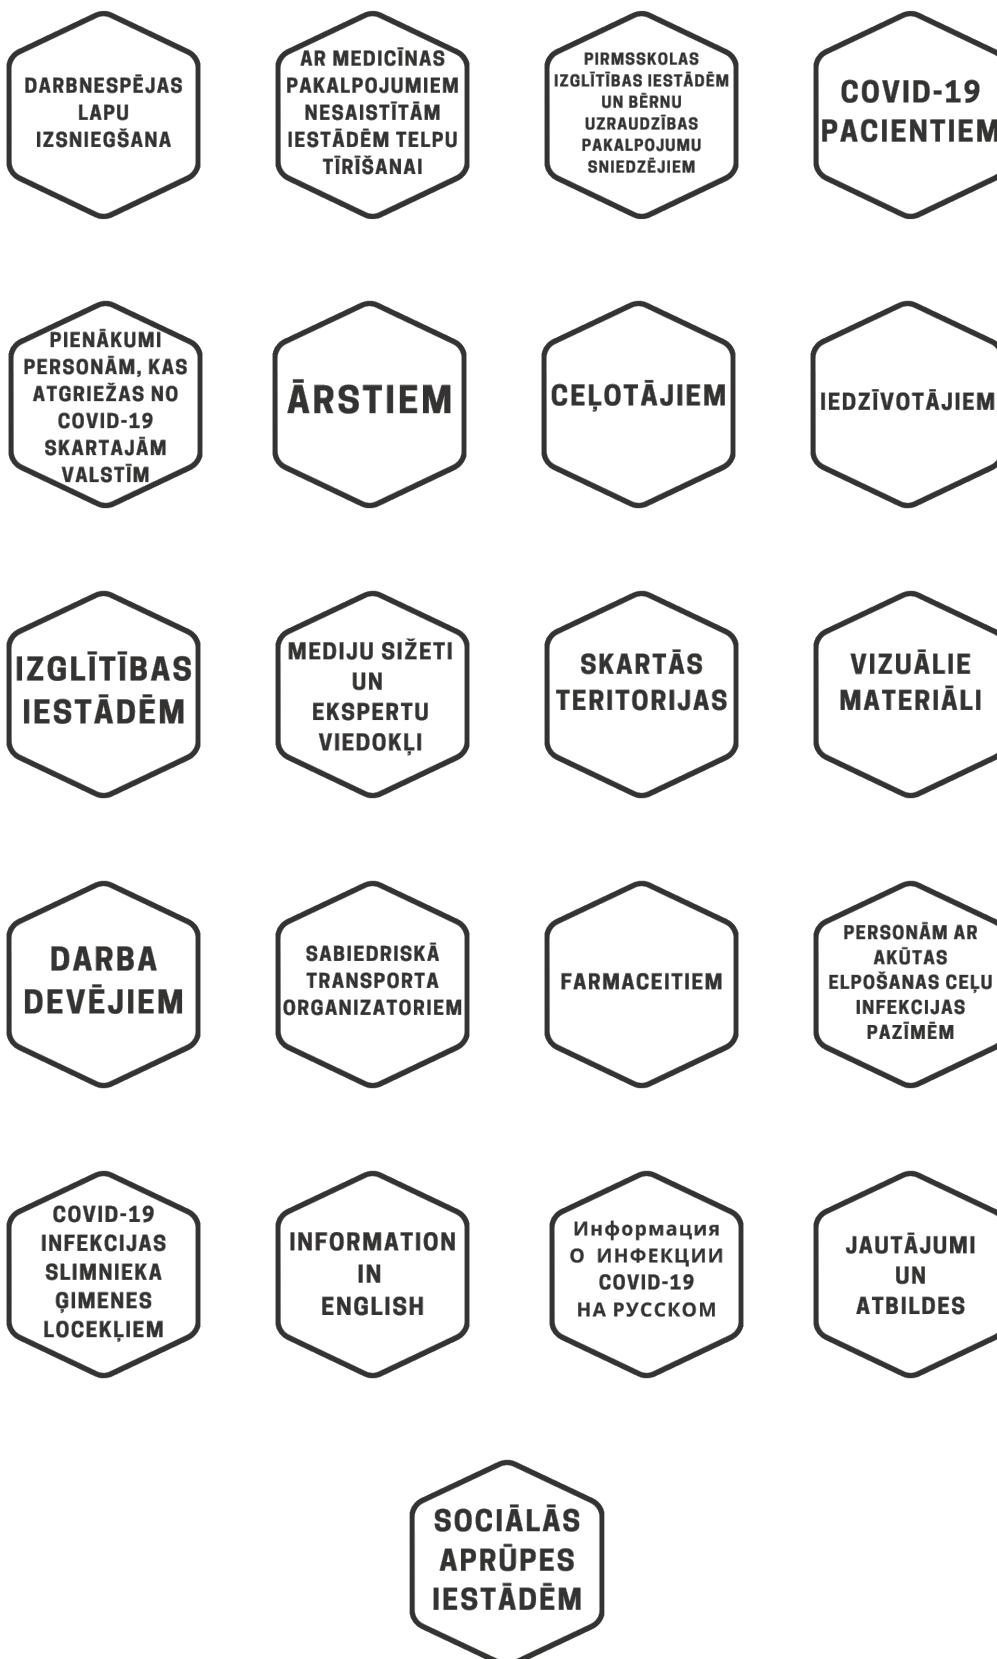 DARBNESPĒJAS
LAPU
IZSNIEGŠANA
AR MEDICĪNAS
PAKALPOJUMIEM
NESAISTĪTĀM
IESTĀDĒM TELPU
TĪRĪŠANAI
PIRMSSKOLAS
IZGLĪTĪBAS IESTĀDĒM
UN BĒRNU
UZRAUDZĪBAS
PAKALPOJUMU
SNIEDZĒJIEM
COVID-19
PACIENTIEM
PIENĀKUMI
PERSONĀM, KAS
ATGRIEŽAS NO
COVID-19
SKARTAJĀM
VALSTĪM
ĀRSTIEM
CEĻOTĀJIEM
IEDZĪVOTĀJIEM
IZGLĪTĪBAS
IESTĀDĒM
MEDIJU SIŽETI
UN
EKSPERTU
VIEDOKĻI
SKARTĀS
TERITORIJAS
VIZUĀLIE
MATERIĀLI
DARBA
DEVĒJIEM
SABIEDRISKĀ
TRANSPORTA
ORGANIZATORIEM
FARMACEITIEM
PERSONĀM AR
AKŪTAS
ELPOŠANAS CEĻU
INFEKCIJAS
PAZĪMĒM
COVID-19
INFEKCIJAS
SLIMNIEKA
ĢIMENES
LOCEKĻIEM
INFORMATION
IN
ENGLISH
Информация
О ИНФЕКЦИИ
COVID-19
НА РУССКОМ
JAUTĀJUMI
UN
ATBILDES
SOCIĀLĀS
APRŪPES
IESTĀDĒM